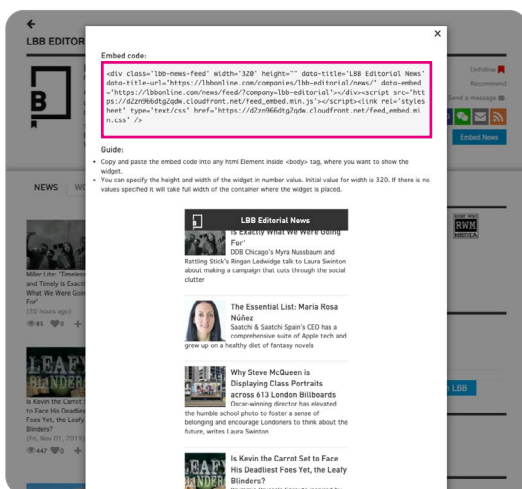 LBB EDITOR
B
NEWS WO
Miller Lite: 'Timeless
and Timely Is Exactl
What We Were Goin
For'
(30 hours ago)
85 0 +
LEAF
BLINDER
Is Kevin the Carrot S
to Face His Deadlies
Foes Yet, the Leafy
Blinders?
(Fri, Nov 01, 2019)
447 0 +
×
Embed code:
<div class='lbb-news-feed' width='320' height="" data-title='LBB Editorial News'
data-title-url='https://lbbonline.com/companies/lbb-editorial/news/' data-embed
='https://lbbonline.com/news/feed/?company=lbb-editorial'></div><script src='htt
ps://d2zn966dtg2qdw.cloudfront.net/feed_embed.min.js'></script><link rel='styles
heet' type='text/css' href='https://d2zn966dtg2qdw.cloudfront.net/feed_embed.mi
n.css' />
Guide:
• Copy and paste the embed code into any html Element inside <body> tag, where you want to show the
widget.
• You can specify the height and width of the widget in number value. Initial value for width is 320. If there is no
values specified it will take full width of the container where the widget is placed.
LBB Editorial News
Is Exactly What We Were Going
For'
DDB Chicago's Myra Nussbaum and
Rattling Stick's Ringan Ledwidge talk to Laura Swinton
about making a campaign that cuts through the social
clutter
The Essential List: María Rosa
Núñez
Saatchi & Saatchi Spain's CEO has a
comprehensive suite of Apple tech and
grew up on a healthy diet of fantasy novels
Why Steve McQueen is
Displaying Class Portraits
across 613 London Billboards
Oscar-winning director has elevated
the humble school photo to foster a sense of
belonging and encourage Londoners to think about the
future, writes Laura Swinton
LEAFY
BLINDERS
Is Kevin the Carrot Set to Face
His Deadliest Foes Yet, the Leafy
Blinders?
Unfollow
Recommend
Send a message
Embed News
RWM
MEDIA
LBB